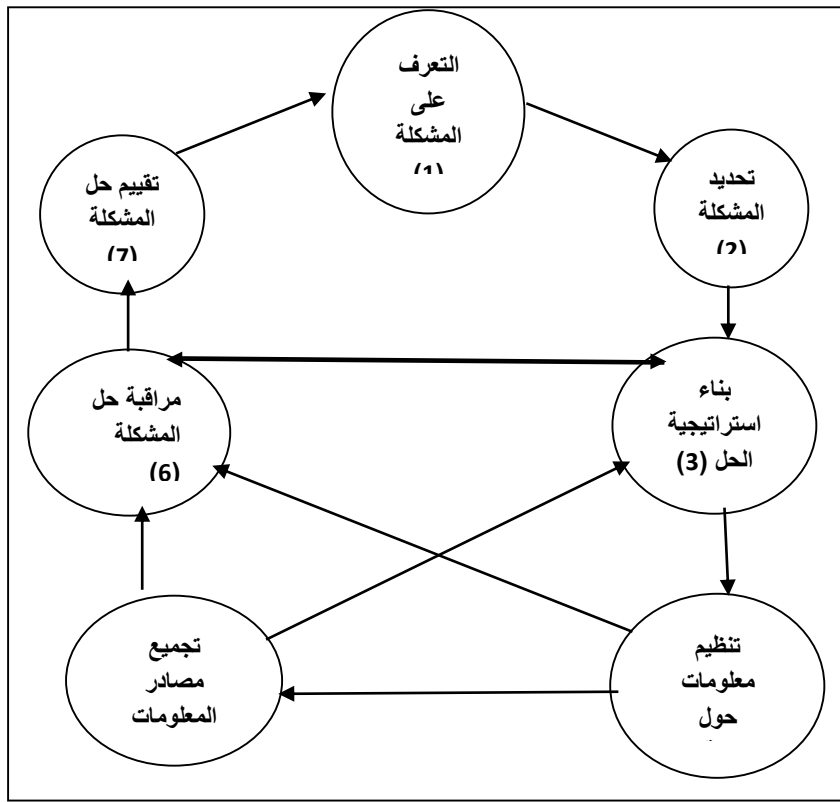 التعرف
على
المشكلة
(1)
تحديد
المشكلة
(2)
بناء
استراتيجية
الحل (3)
تنظيم
معلومات
حول
تجميع
مصادر
المعلومات
مراقبة حل
المشكلة
(6)
تقييم حل
المشكلة
(7)